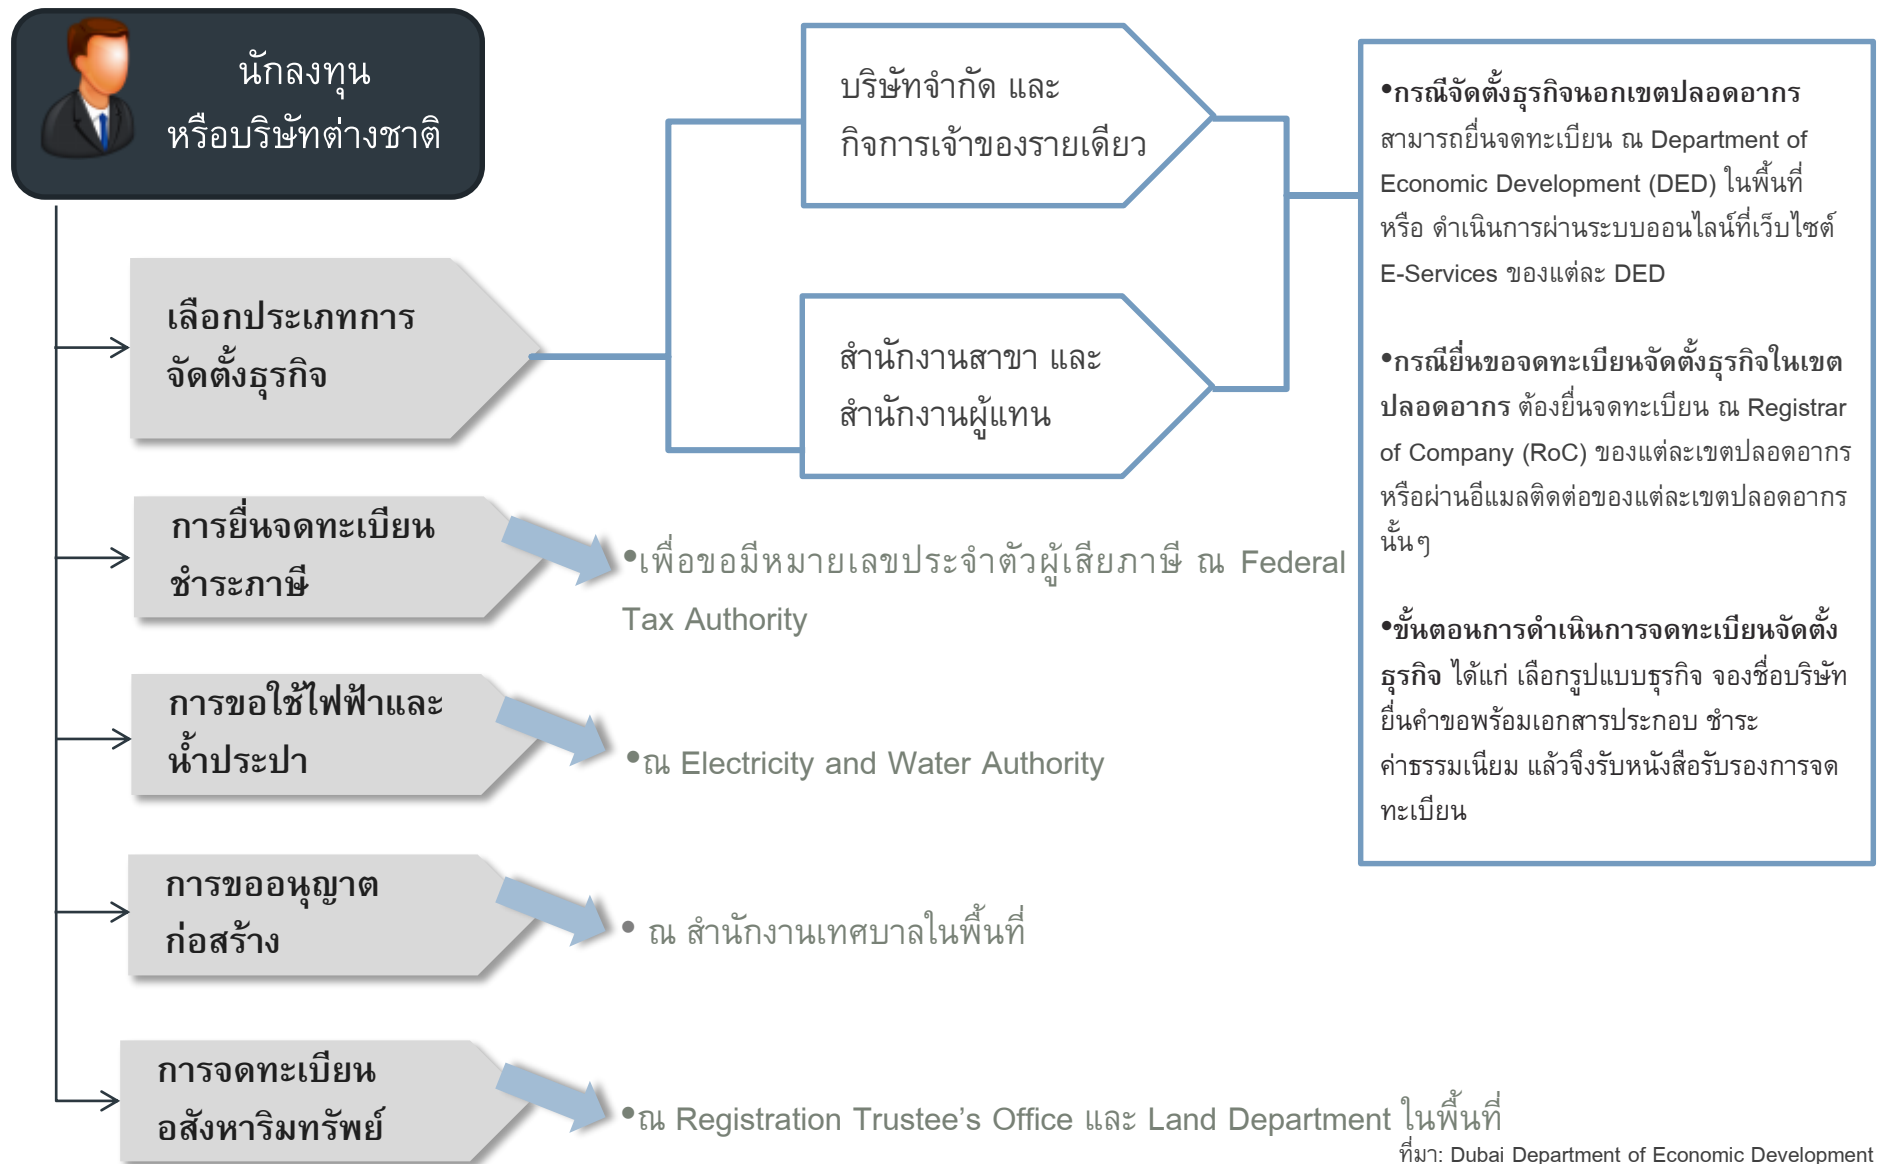 นักลงทุน
หรือบริษัทต่างชาติ
เลือกประเภทการ
จัดตั้งธุรกิจ
บริษัทจำกัด และ
กิจการเจ้าของรายเดียว
สำนักงานสาขา และ
สำนักงานผู้แทน
•กรณีจัดตั้งธุรกิจนอกเขตปลอดอากร
สามารถยื่นจดทะเบียน ณ Department of
Economic Development (DED) ในพื้นที่
หรือ ดำเนินการผ่านระบบออนไลน์ที่เว็บไซต์
E-Services ของแต่ละ DED
•กรณียื่นขอจดทะเบียนจัดตั้งธุรกิจในเขต
ปลอดอากร ต้องยื่นจดทะเบียน ณ Registrar
of Company (RoC) ของแต่ละเขตปลอดอากร
หรือผ่านอีแมลติดต่อของแต่ละเขตปลอดอากร
นั้นๆ
•ขั้นตอนการดำเนินการจดทะเบียนจัดตั้ง
ธุรกิจ ได้แก่ เลือกรูปแบบธุรกิจ จองชื่อบริษัท
ยื่นคำขอพร้อมเอกสารประกอบ ชำระ
ค่าธรรมเนียม แล้วจึงรับหนังสือรับรองการจด
ทะเบียน
การยื่นจดทะเบียน
ชำระภาษี
•เพื่อขอมีหมายเลขประจำตัวผู้เสียภาษี ณ Federal
Tax Authority
การขอใช้ไฟฟ้าและ
น้ำประปา
•ณ Electricity and Water Authority
การขออนุญาต
ก่อสร้าง
• ณ สำนักงานเทศบาลในพื้นที่
การจดทะเบียน
อสังหาริมทรัพย์
•ณ Registration Trustee’s Office และ Land Department ในพื้นที่
ที่มา: Dubai Department of Economic Development